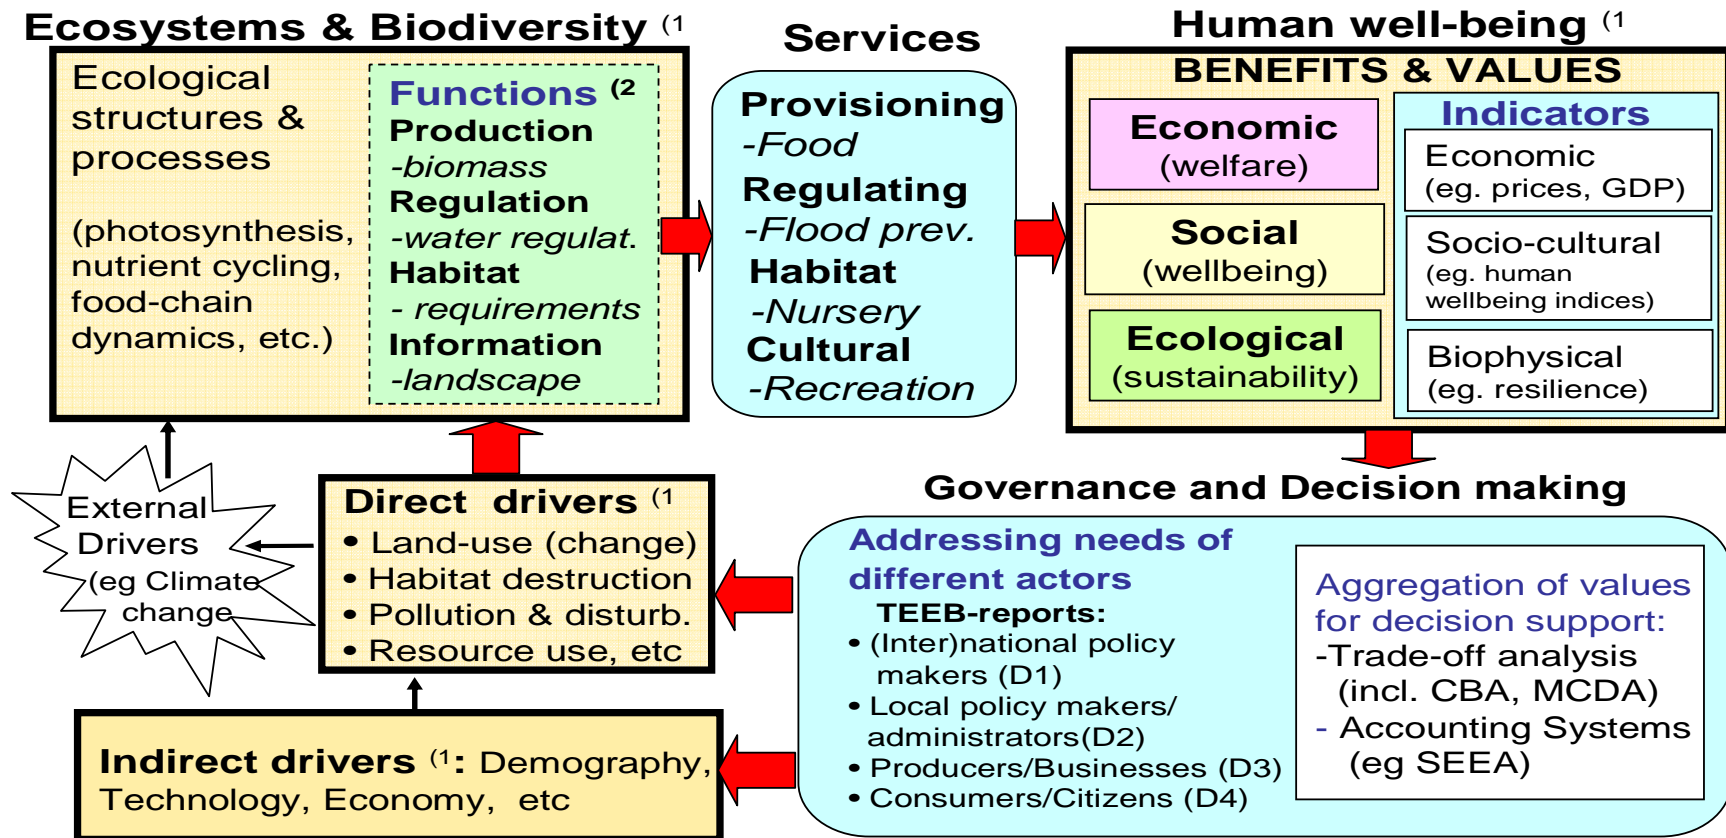 Ecosystems & Biodiversity (1
Ecological
structures &
processes
(photosynthesis,
nutrient cycling,
food-chain
dynamics, etc.)
Functions (2
Production
-biomass
Regulation
-water regulat.
Habitat
- requirements
Information
-landscape
Services
Provisioning
-Food
Regulating
-Flood prev.
Habitat
-Nursery
Cultural
-Recreation
Human well-being (1
BENEFITS & VALUES
Economic
(welfare)
Social
(wellbeing)
Ecological
(sustainability)
Indicators
Economic
(eg. prices, GDP)
Socio-cultural
(eg. human
wellbeing indices)
Biophysical
(eg. resilience)
External
Drivers
(eg Climate
change
Direct drivers (1
• Land-use (change)
• Habitat destruction
• Pollution & disturb.
• Resource use, etc
Indirect drivers (1: Demography,
Technology, Economy, etc
Governance and Decision making
Addressing needs of
different actors
TEEB-reports:
• (Inter)national policy
makers (D1)
• Local policy makers/
administrators(D2)
• Producers/Businesses (D3)
• Consumers/Citizens (D4)
Aggregation of values
for decision support:
-Trade-off analysis
(incl. CBA, MCDA)
- Accounting Systems
(eg SEEA)